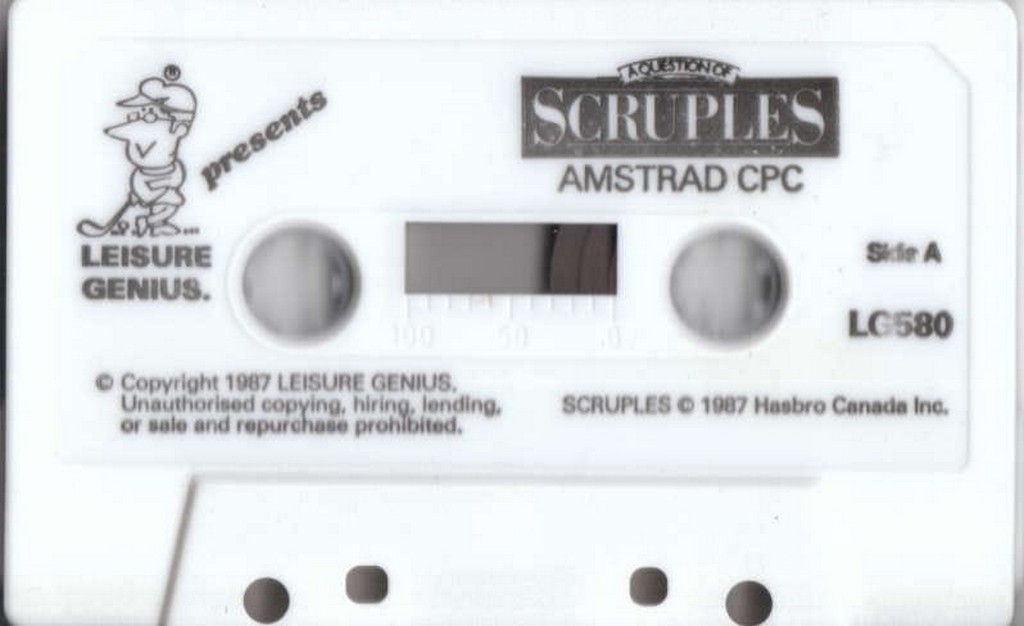 ®
presents
LEISURE
GENIUS.
A QUESTION OF
SCRUPLES
AMSTRAD CPC
Side A
LG580
100 50 0
© Copyright 1987 LEISURE GENIUS.
Unauthorised copying, hiring, lending,
or sale and repurchase prohibited.
SCRUPLES © 1987 Hasbro Canada Inc.